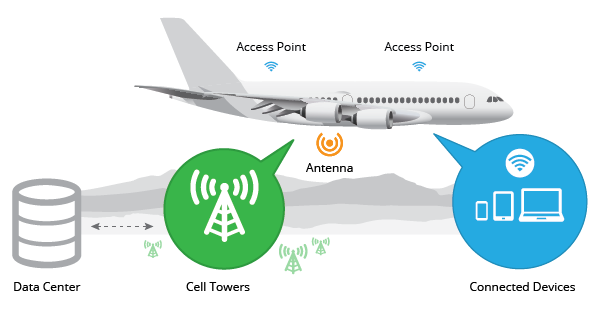 Access Point
Access Point
Antenna
Data Center
Cell Towers
Connected Devices